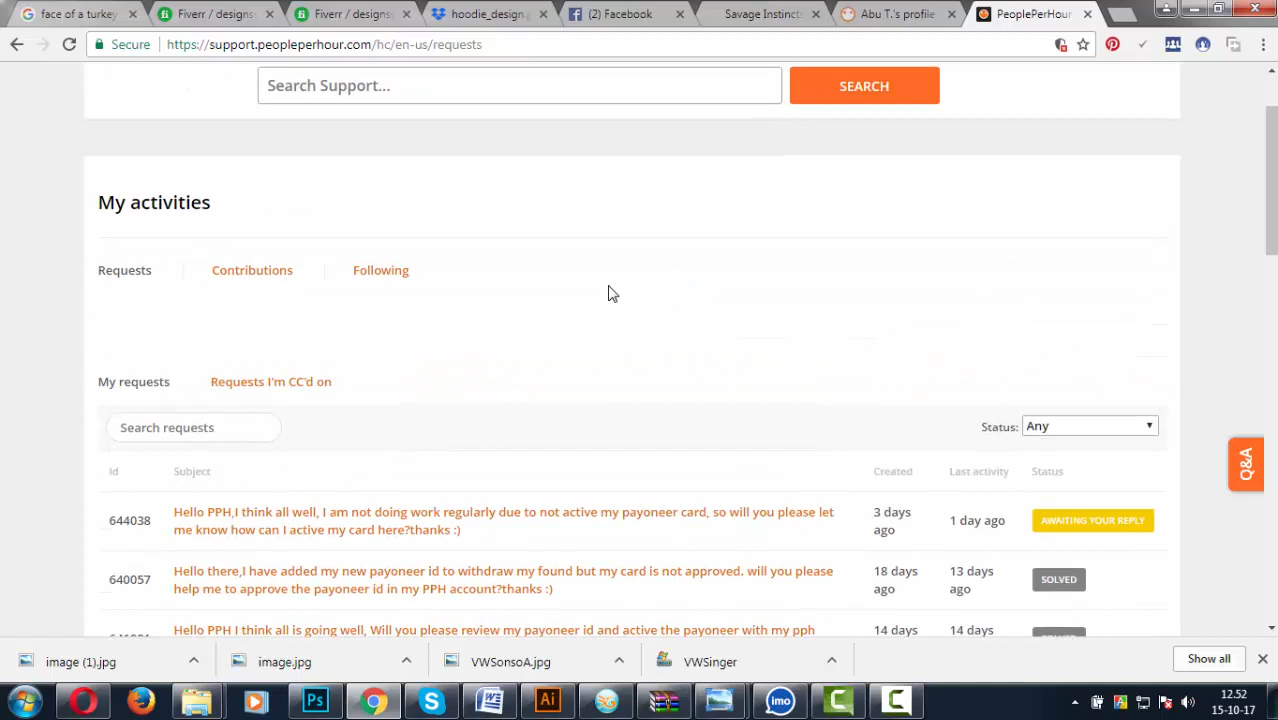 face of a turkey
Fiverr / designss
Fiverr / designs
hoodie_design.
(2) Facebook
Savage Instincts
Abu T.'s profile
PeoplePerHour
Secure
https://support.peopleperhour.com/hc/en-us/requests
Search Support...
SEARCH
My activities
Requests
Contributions
Following
My requests
Requests I'm CC'd on
Search requests
Status:
Any
Q&A
Id
Subject
Created
Last activity
Status
644038
Hello PPH,I think all well, I am not doing work regularly due to not active my payoneer card, so will you please let
me know how can I active my card here?thanks :)
3 days
ago
1 day ago
AWAITING YOUR REPLY
640057
Hello there,I have added my new payoneer id to withdraw my found but my card is not approved. will you please
help me to approve the payoneer id in my PPH account?thanks :)
18 days
ago
13 days
ago
SOLVED
Hello PPH I think all is going well, Will you please review my payoneer id and active the payoneer with my pph
14 days
14 days
image (1).jpg
image.jpg
VWSonsoA.jpg
VWSinger
Show all
Ps
Ai
imo
12.52
15-10-17